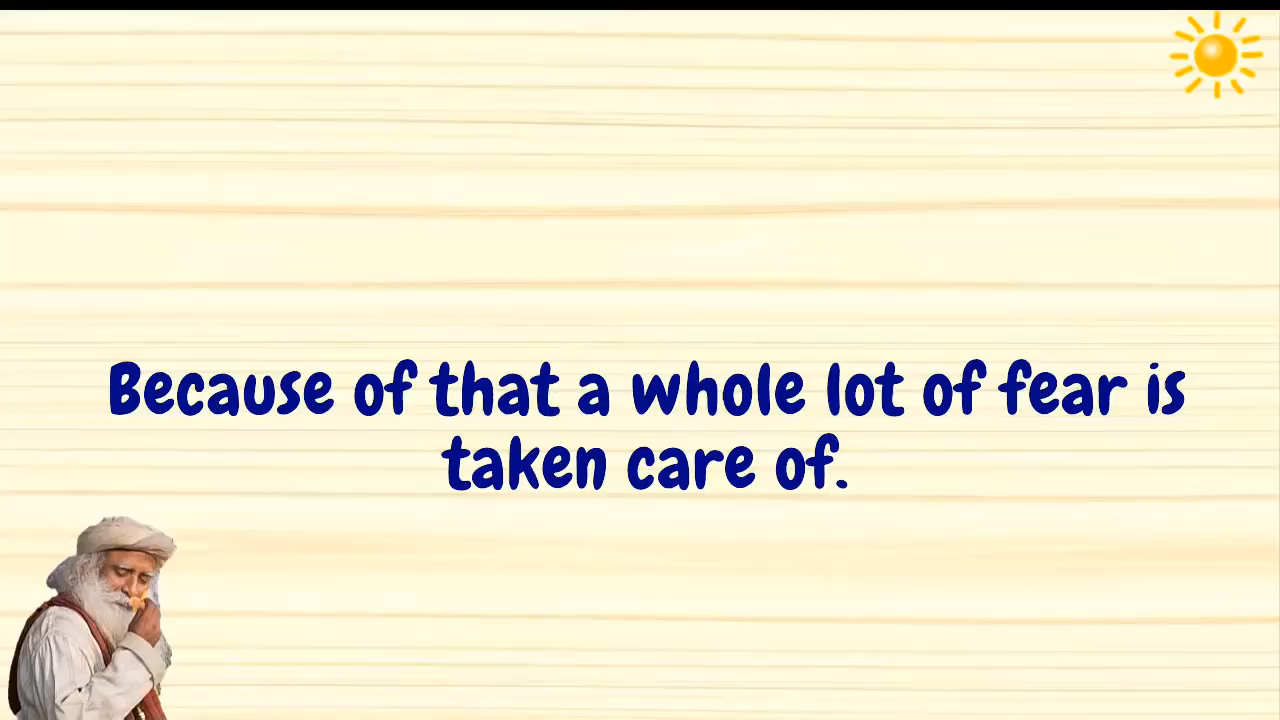 Because of that a whole lot of fear is
taken care of.